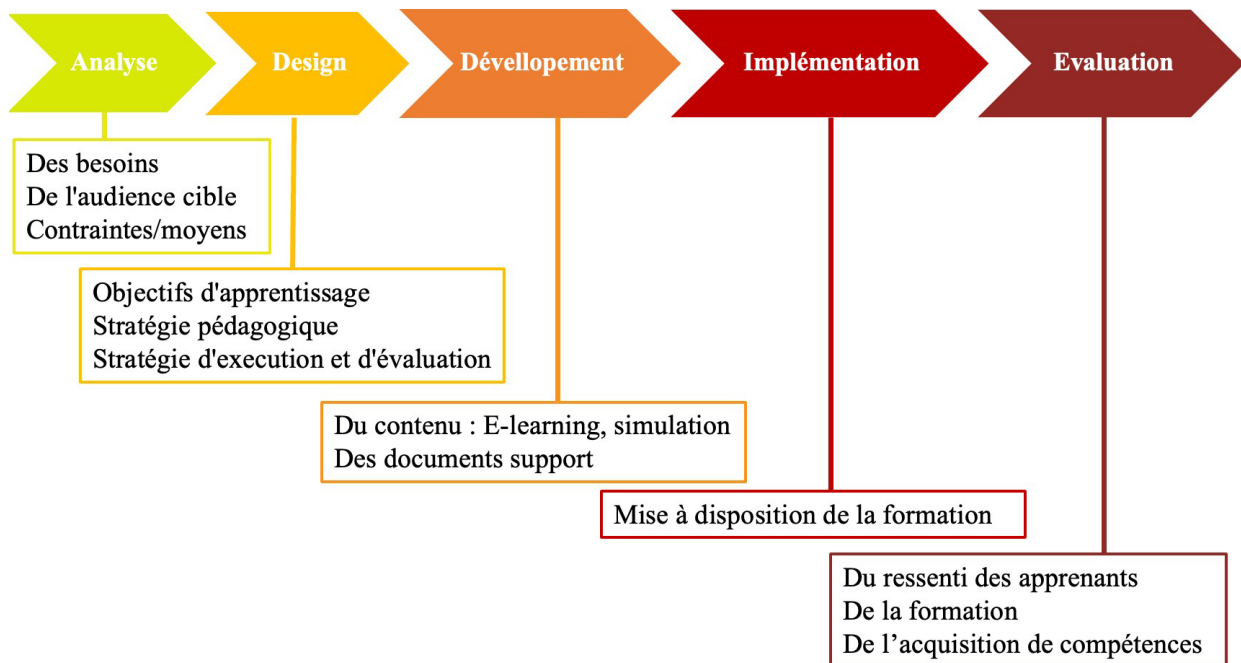 Analyse
Design
Dévellopement
Implémentation
Evaluation
Des besoins
De l'audience cible
Contraintes/moyens
Objectifs d'apprentissage
Stratégie pédagogique
Stratégie d'execution et d'évaluation
Du contenu : E-learning, simulation
Des documents support
Mise à disposition de la formation
Du ressenti des apprenants
De la formation
De l’acquisition de compétences